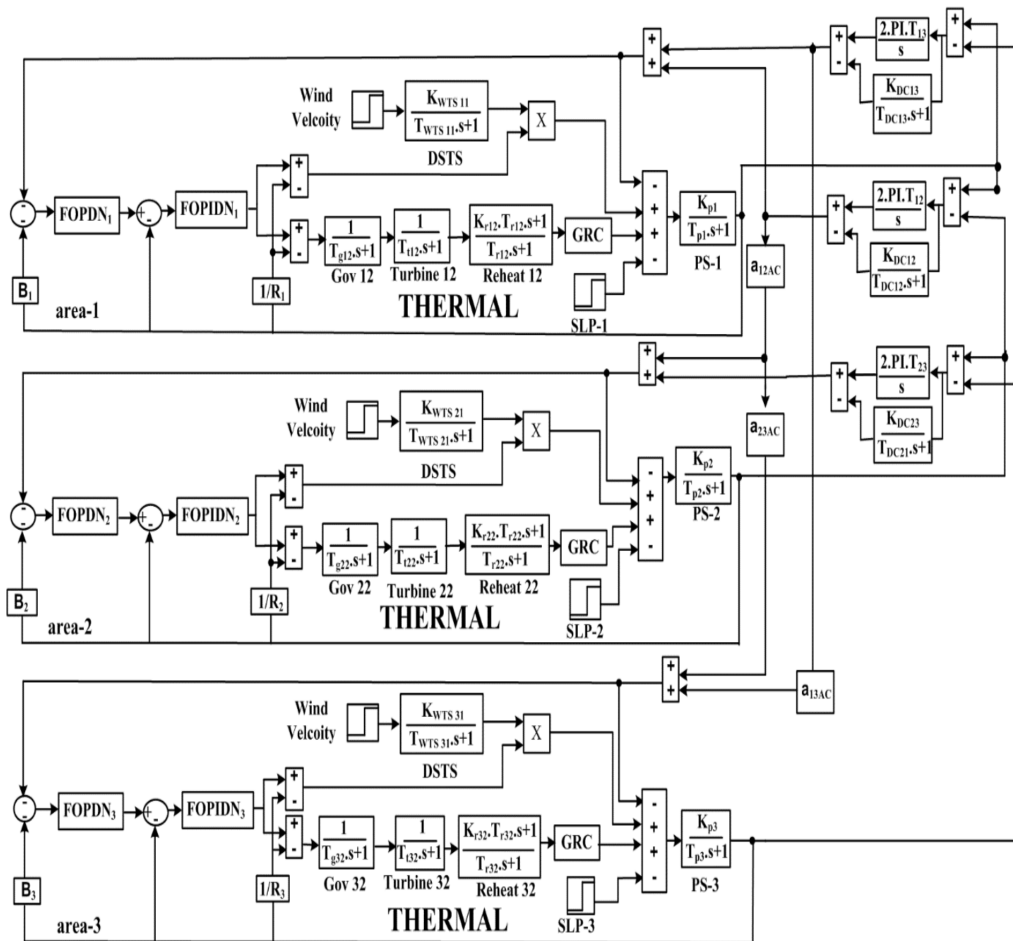 2.PI.T13
s
KDC13
TDC13.s+1
+
-
+
-
+
+
Wind
Velcoity
KWTS 11
TWTS 11.s+1
DSTS
X
+
-
FOPDN1
FOPIDN1
+
-
-
-
+
-
1
Tg12.s+1
Gov 12
1
Tt12.s+1
Turbine 12
Kr12.Tr12.s+1
Tr12.s+1
Reheat 12
GRC
-
+
+
-
Kp1
Tp1.s+1
PS-1
a12AC
2.PI.T12
s
KDC12
TDC12.s+1
+
-
+
-
B1
area-1
1/R1
THERMAL
SLP-1
+
+
2.PI.T23
s
KDC23
TDC21.s+1
+
-
+
-
Wind
Velcoity
KWTS 21
TWTS 21.s+1
DSTS
X
a23AC
+
-
FOPDN2
FOPIDN2
+
-
-
-
+
-
1
Tg22.s+1
Gov 22
1
Tt22.s+1
Turbine 22
Kr22.Tr22.s+1
Tr22.s+1
Reheat 22
GRC
-
+
+
-
Kp2
Tp2.s+1
PS-2
B2
area-2
1/R2
THERMAL
SLP-2
+
+
a13AC
Wind
Velcoity
KWTS 31
TWTS 31.s+1
DSTS
X
+
-
FOPDN3
FOPIDN3
+
-
-
-
+
-
1
Tg32.s+1
Gov 32
1
Tt32.s+1
Turbine 32
Kr32.Tr32.s+1
Tr32.s+1
Reheat 32
GRC
-
+
+
-
Kp3
Tp3.s+1
PS-3
B3
area-3
1/R3
THERMAL
SLP-3